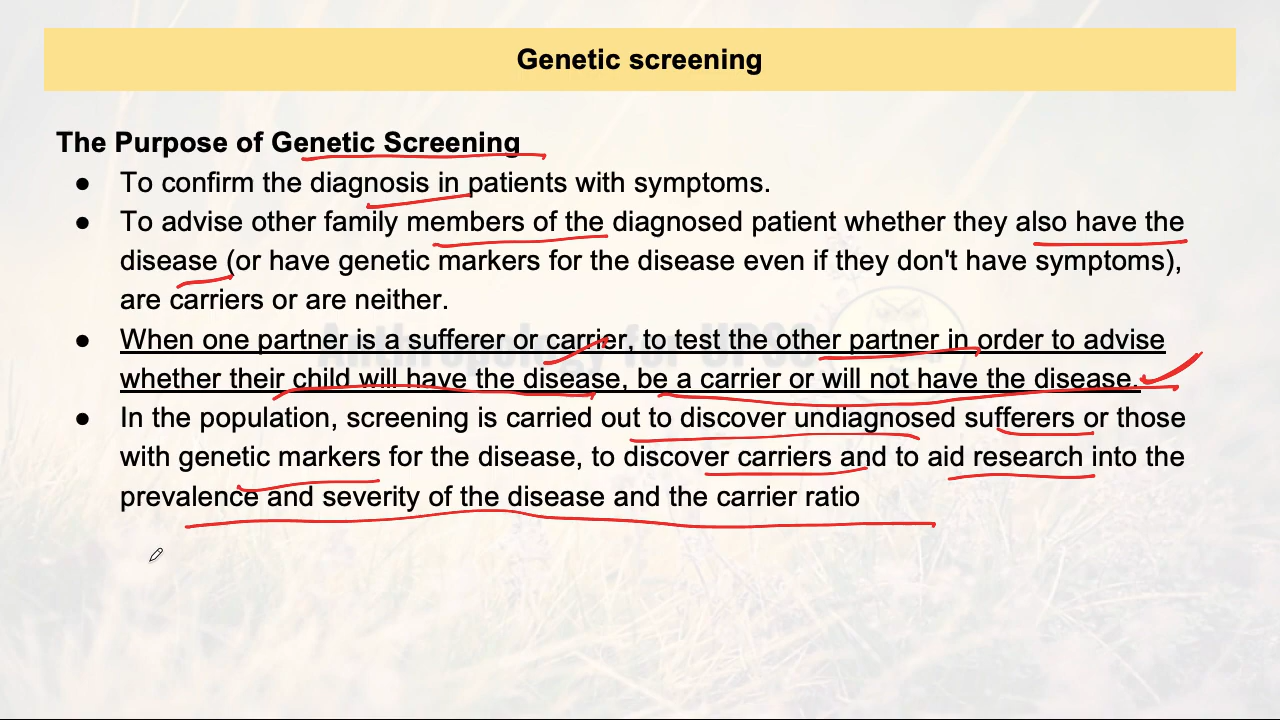 Genetic screening
The Purpose of Genetic Screening
● To confirm the diagnosis in patients with symptoms.
● To advise other family members of the diagnosed patient whether they also have the
disease (or have genetic markers for the disease even if they don't have symptoms),
are carriers or are neither.
● When one partner is a sufferer or carrier, to test the other partner in order to advise
whether their child will have the disease, be a carrier or will not have the disease.
● In the population, screening is carried out to discover undiagnosed sufferers or those
with genetic markers for the disease, to discover carriers and to aid research into the
prevalence and severity of the disease and the carrier ratio
Anthropology for UPSC